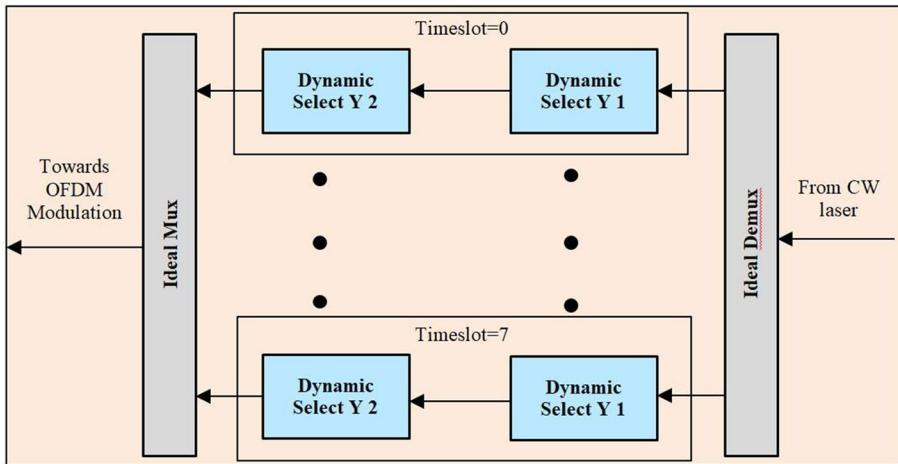 Timeslot=0
Dynamic
Select Y 2
Dynamic
Select Y 1
Towards
OFDM
Modulation
Ideal Mux
Ideal Demux
From CW
laser
Timeslot=7
Dynamic
Select Y 2
Dynamic
Select Y 1